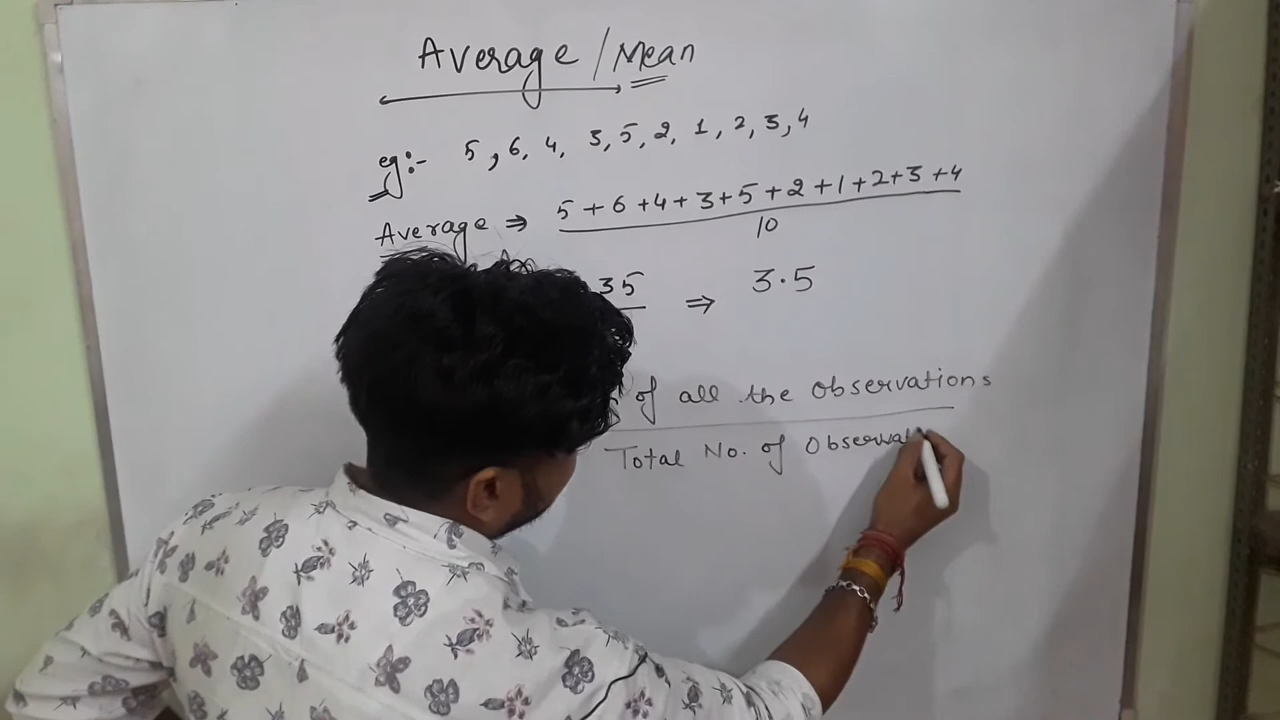 Average / Mean
eg:- 5, 6, 4, 3, 5, 2, 1, 2, 3, 4
Average ⇒ 5+6+4+3+5+2+1+2+3+4
10
35 ⇒ 3.5
of all the observations
Total No. of Observat